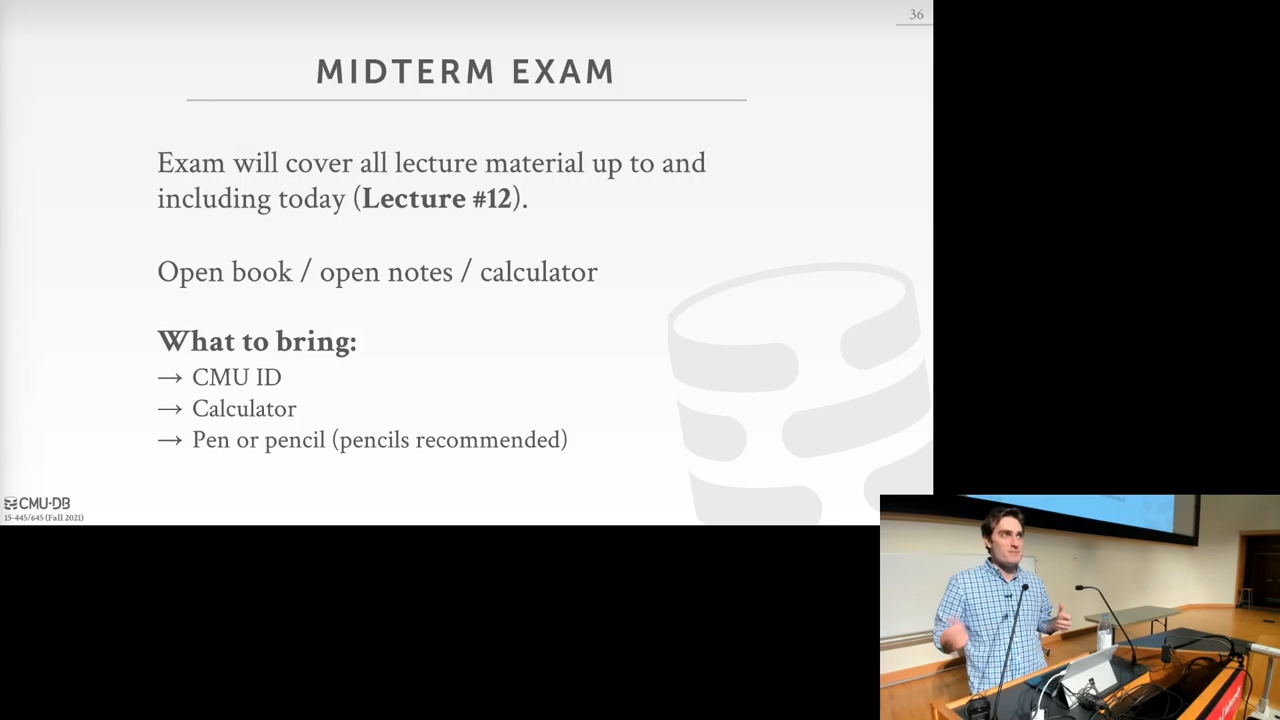 36
MIDTERM EXAM
Exam will cover all lecture material up to and
including today (Lecture #12).
Open book / open notes / calculator
What to bring:
→ CMU ID
→ Calculator
→ Pen or pencil (pencils recommended)
CMU·DB
15-445/645 (Fall 2021)